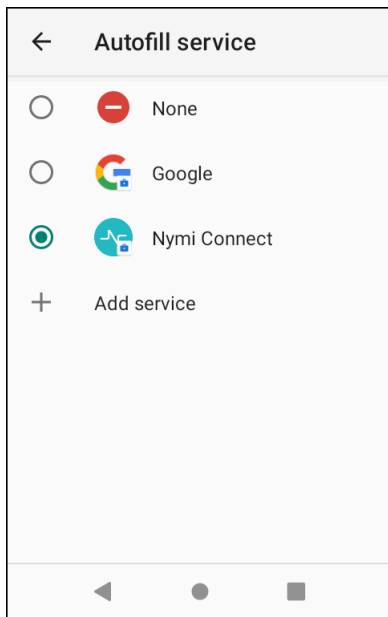 Autofill service
None
Google
Nymi Connect
Add service